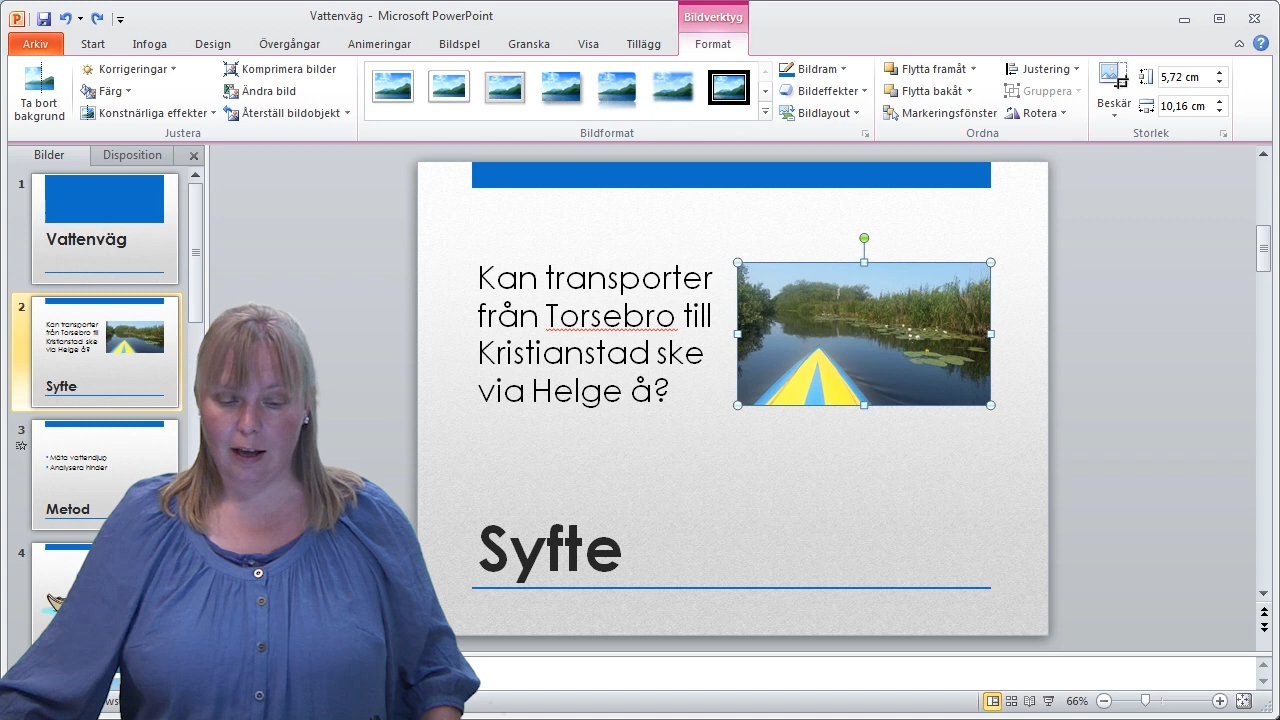 Vattenväg - Microsoft PowerPoint
Bildverktyg
Arkiv Start Infoga Design Övergångar Animeringar Bildspel Granska Visa Tillägg Format
Ta bort bakgrund
Korrigeringar
Färg
Konstnärliga effekter
Komprimera bilder
Ändra bild
Återställ bildobjekt
Justera
Bildformat
Bildram
Bildeffekter
Bildlayout
Flytta framåt
Flytta bakåt
Markeringsfönster
Justering
Gruppera
Rotera
Ordna
Beskär
5,72 cm
10,16 cm
Storlek
Bilder Disposition
1
Vattenväg
2
Kan transporter
från Torsebro till
Kristianstad ske
via Helge å?
Syfte
3
• Mäta vattendjup
• Analysera hinder
Metod
4
Kan transporter
från Torsebro till
Kristianstad ske
via Helge å?
Syfte
66%